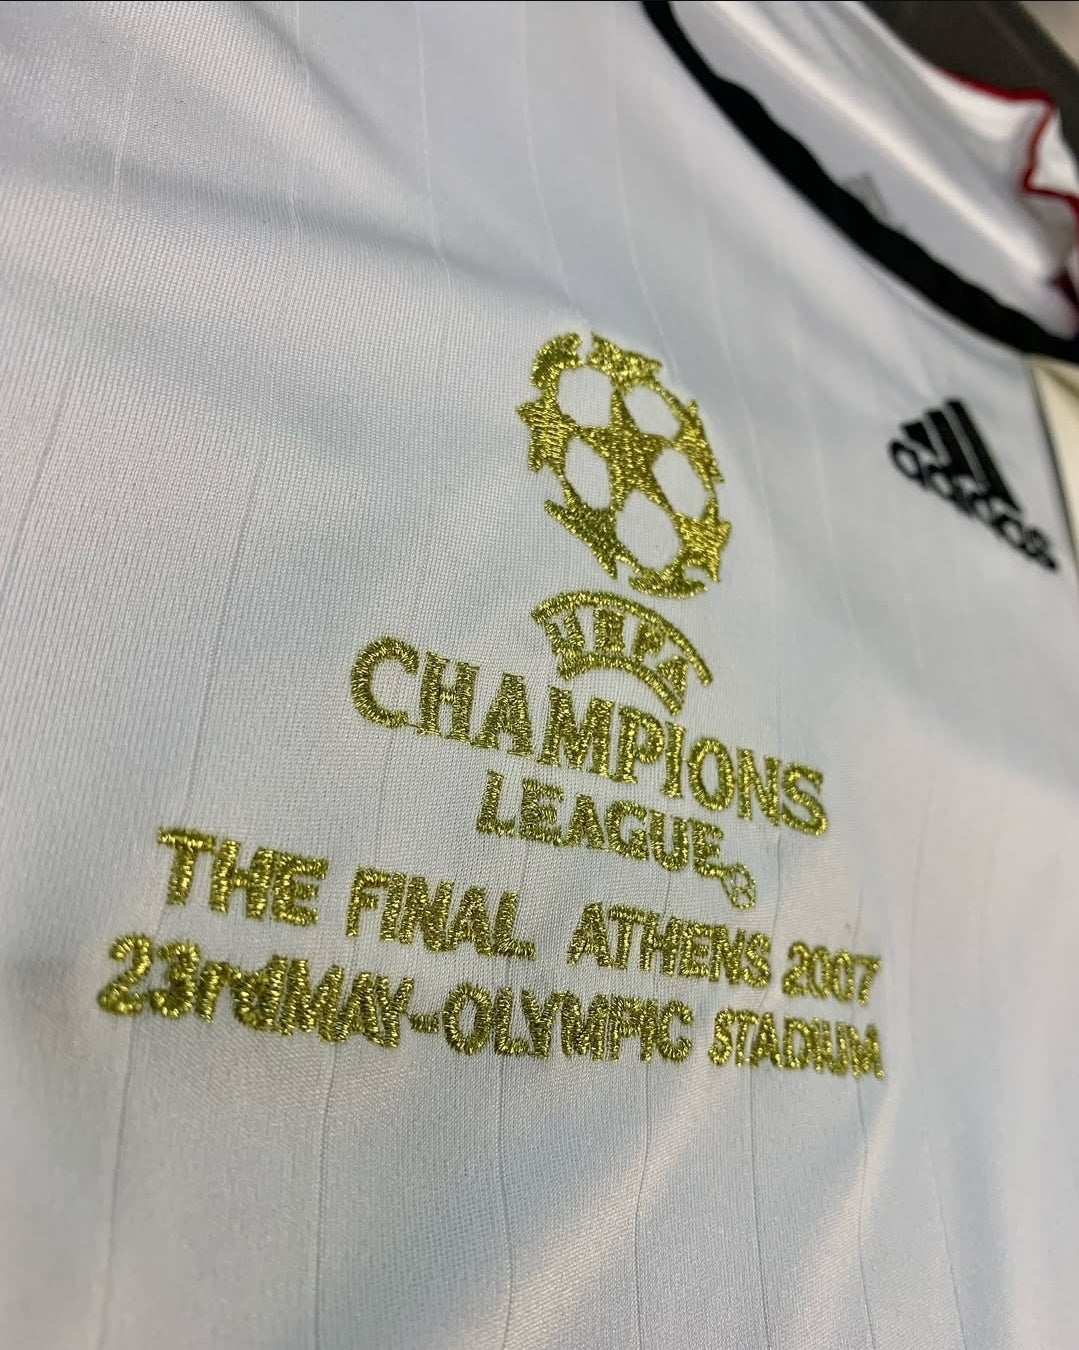 adidas
UEFA
CHAMPIONS
LEAGUE
THE FINAL ATHENS 2007
23rdMAY-OLYMPIC STADIUM